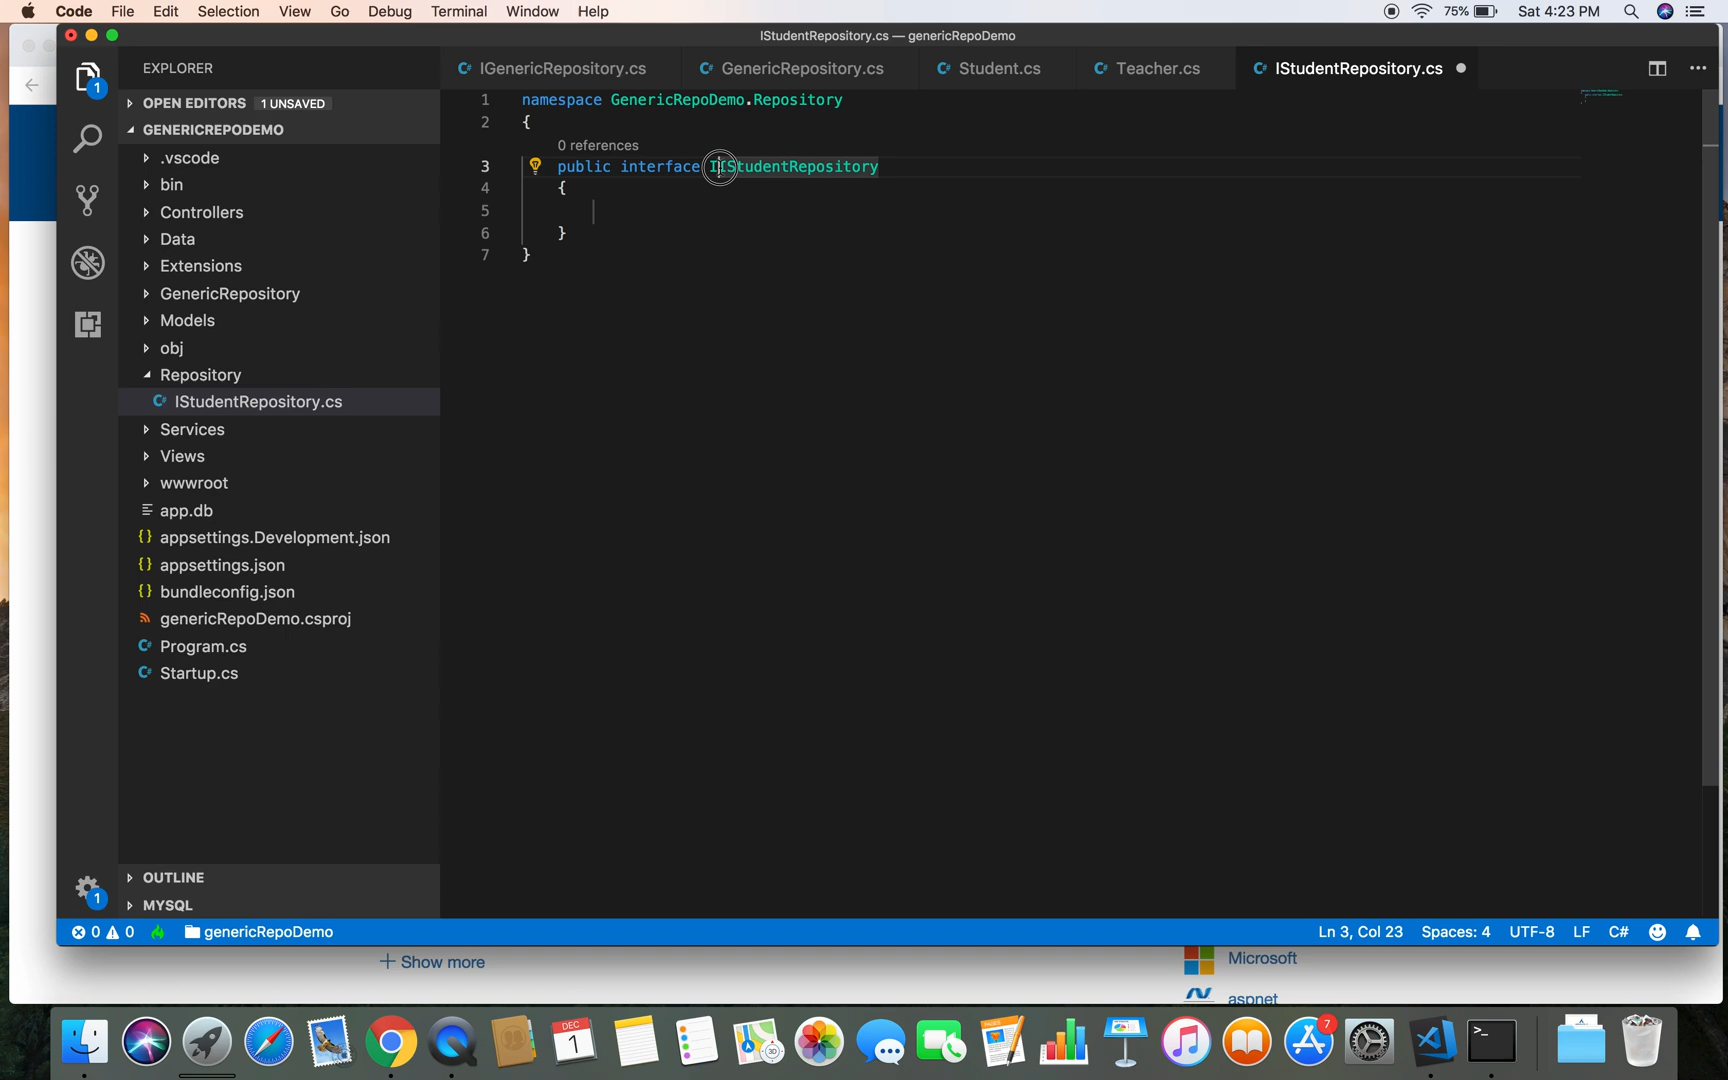 Code File Edit Selection View Go Debug Terminal Window Help 75% Sat 4:23 PM
IStudentRepository.cs — genericRepoDemo
EXPLORER
IGenericRepository.cs GenericRepository.cs Student.cs Teacher.cs IStudentRepository.cs
OPEN EDITORS 1 UNSAVED
GENERICREPODEMO
.vscode
bin
Controllers
Data
Extensions
GenericRepository
Models
obj
Repository
IStudentRepository.cs
Services
Views
wwwroot
app.db
appsettings.Development.json
appsettings.json
bundleconfig.json
genericRepoDemo.csproj
Program.cs
Startup.cs
OUTLINE
MYSQL
1 namespace GenericRepoDemo.Repository
2 {
0 references
3 public interface IIStudentRepository
4 {
5
6 }
7 }
1
1
0 0 genericRepoDemo Ln 3, Col 23 Spaces: 4 UTF-8 LF C#
+ Show more
Microsoft
aspnet
DEC
1
3D
7
>_